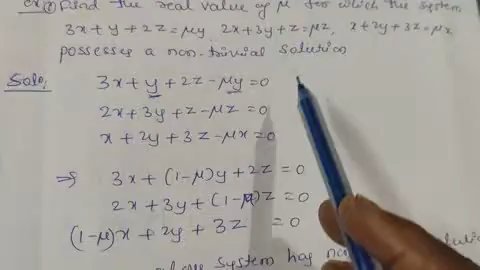 Find the real value of μ for which the system
3x+y+2z=μy, 2x+3y+z=μz, x+2y+3z=μx
possesses a non-trivial solution
Soln,
3x+y+2z-μy=0
2x+3y+z-μz=0
x+2y+3z-μx=0
⇒ 3x+(1-μ)y+2z=0
2x+3y+(1-μ)z=0
(1-μ)x+2y+3z=0
system has